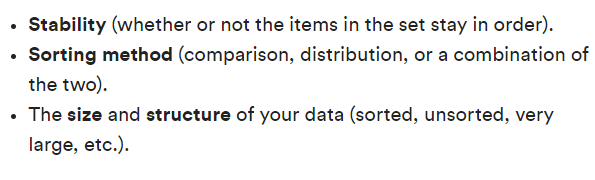 • Stability (whether or not the items in the set stay in order).
• Sorting method (comparison, distribution, or a combination of
the two).
• The size and structure of your data (sorted, unsorted, very
large, etc.).